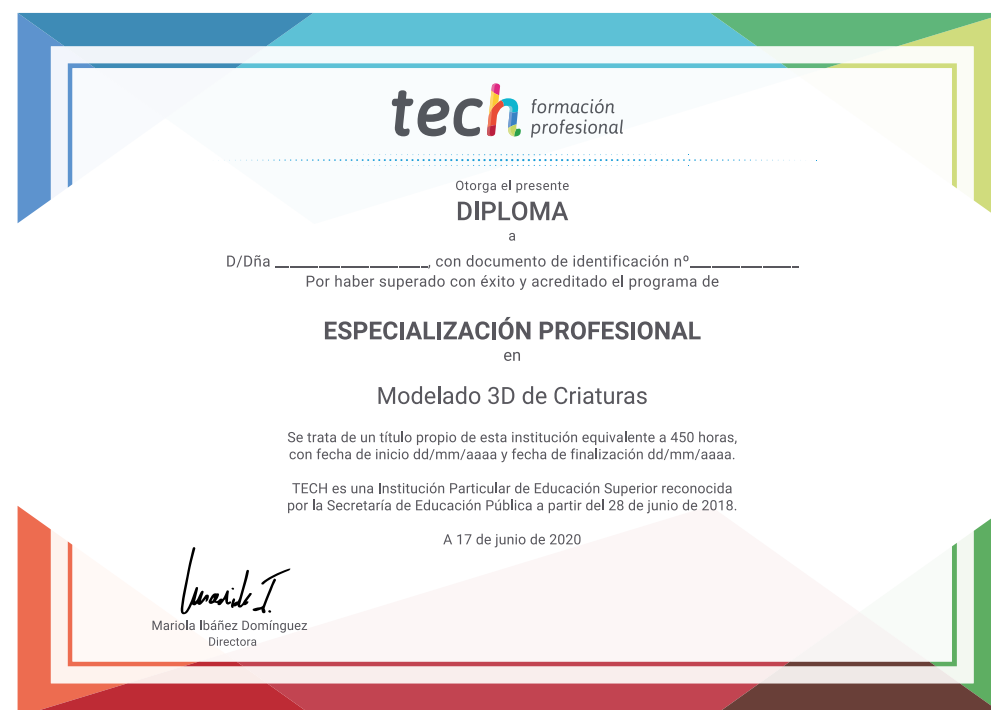 tech formación
profesional
Otorga el presente
DIPLOMA
a
D/Dña ____________________, con documento de identificación nº______________
Por haber superado con éxito y acreditado el programa de
ESPECIALIZACIÓN PROFESIONAL
en
Modelado 3D de Criaturas
Se trata de un título propio de esta institución equivalente a 450 horas,
con fecha de inicio dd/mm/aaaa y fecha de finalización dd/mm/aaaa.
TECH es una Institución Particular de Educación Superior reconocida
por la Secretaría de Educación Pública a partir del 28 de junio de 2018.
A 17 de junio de 2020
Mariola Ibáñez Domínguez
Directora